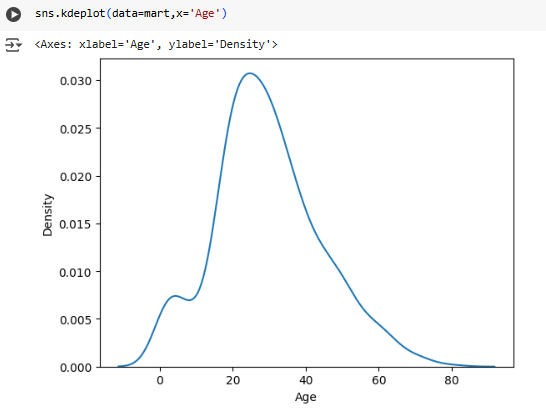 sns.kdeplot(data=mart,x='Age')
<Axes: xlabel='Age', ylabel='Density'>
0.030
0.025
0.020
0.015
0.010
0.005
0.000
Density
0 20 40 60 80
Age